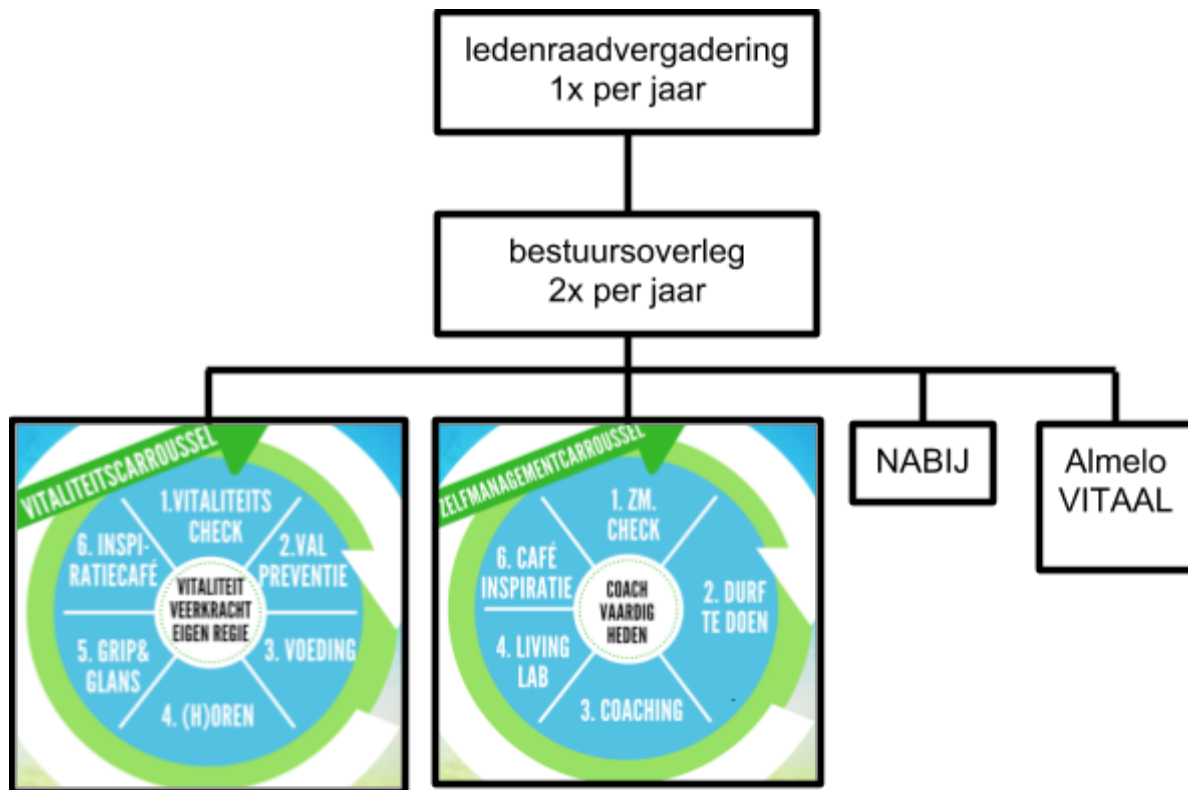 ledenraadvergadering
1x per jaar
bestuursoverleg
2x per jaar
VITALITEITSCARROUSSEL
1.VITALITEITS
CHECK
2.VAL
PREVENTIE
3. VOEDING
4. (H)OREN
5. GRIP&
GLANS
6. INSPI-
RATIECAFÉ
VITALITEIT
VEERKRACHT
EIGEN REGIE
ZELFMANAGEMENTCARROUSSEL
1. ZM.
CHECK
2. DURF
TE DOEN
3. COACHING
4. LIVING
LAB
6. CAFÉ
INSPIRATIE
COACH
VAARDIG
HEDEN
NABIJ
Almelo
VITAAL